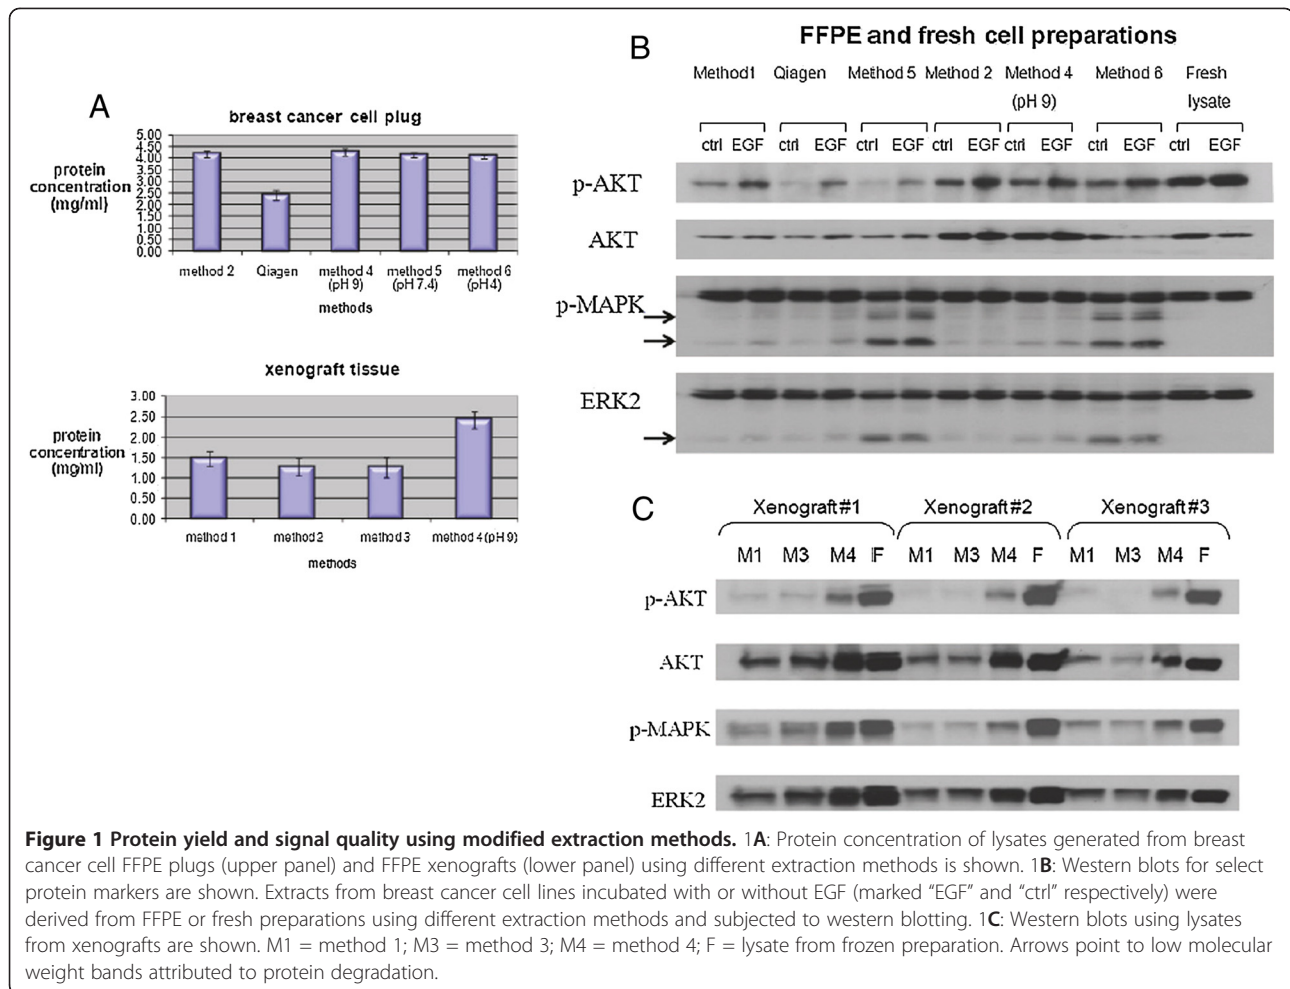 A
breast cancer cell plug
protein
concentration
(mg/ml)
5.00
4.50
4.00
3.50
3.00
2.50
2.00
1.50
1.00
0.50
0.00
method 2 Qiagen method 4 (pH 9) method 5 (pH 7.4) method 6 (pH 4)
methods
xenograft tissue
protein
concentration
(mg/ml)
3.00
2.50
2.00
1.50
1.00
0.50
0.00
method 1 method 2 method 3 method 4 (pH 9)
methods
B
FFPE and fresh cell preparations
Method1 Qiagen Method 5 Method 2 Method 4 Method 6 Fresh
(pH 9) lysate
ctrl EGF ctrl EGF ctrl EGF ctrl EGF ctrl EGF ctrl EGF ctrl EGF
p-AKT
AKT
p-MAPK
ERK2
C
Xenograft#1 Xenograft#2 Xenograft#3
M1 M3 M4 F M1 M3 M4 F M1 M3 M4 F
p-AKT
AKT
p-MAPK
ERK2
Figure 1 Protein yield and signal quality using modified extraction methods. 1A: Protein concentration of lysates generated from breast
cancer cell FFPE plugs (upper panel) and FFPE xenografts (lower panel) using different extraction methods is shown. 1B: Western blots for select
protein markers are shown. Extracts from breast cancer cell lines incubated with or without EGF (marked “EGF” and “ctrl” respectively) were
derived from FFPE or fresh preparations using different extraction methods and subjected to western blotting. 1C: Western blots using lysates
from xenografts are shown. M1 = method 1; M3 = method 3; M4 = method 4; F = lysate from frozen preparation. Arrows point to low molecular
weight bands attributed to protein degradation.